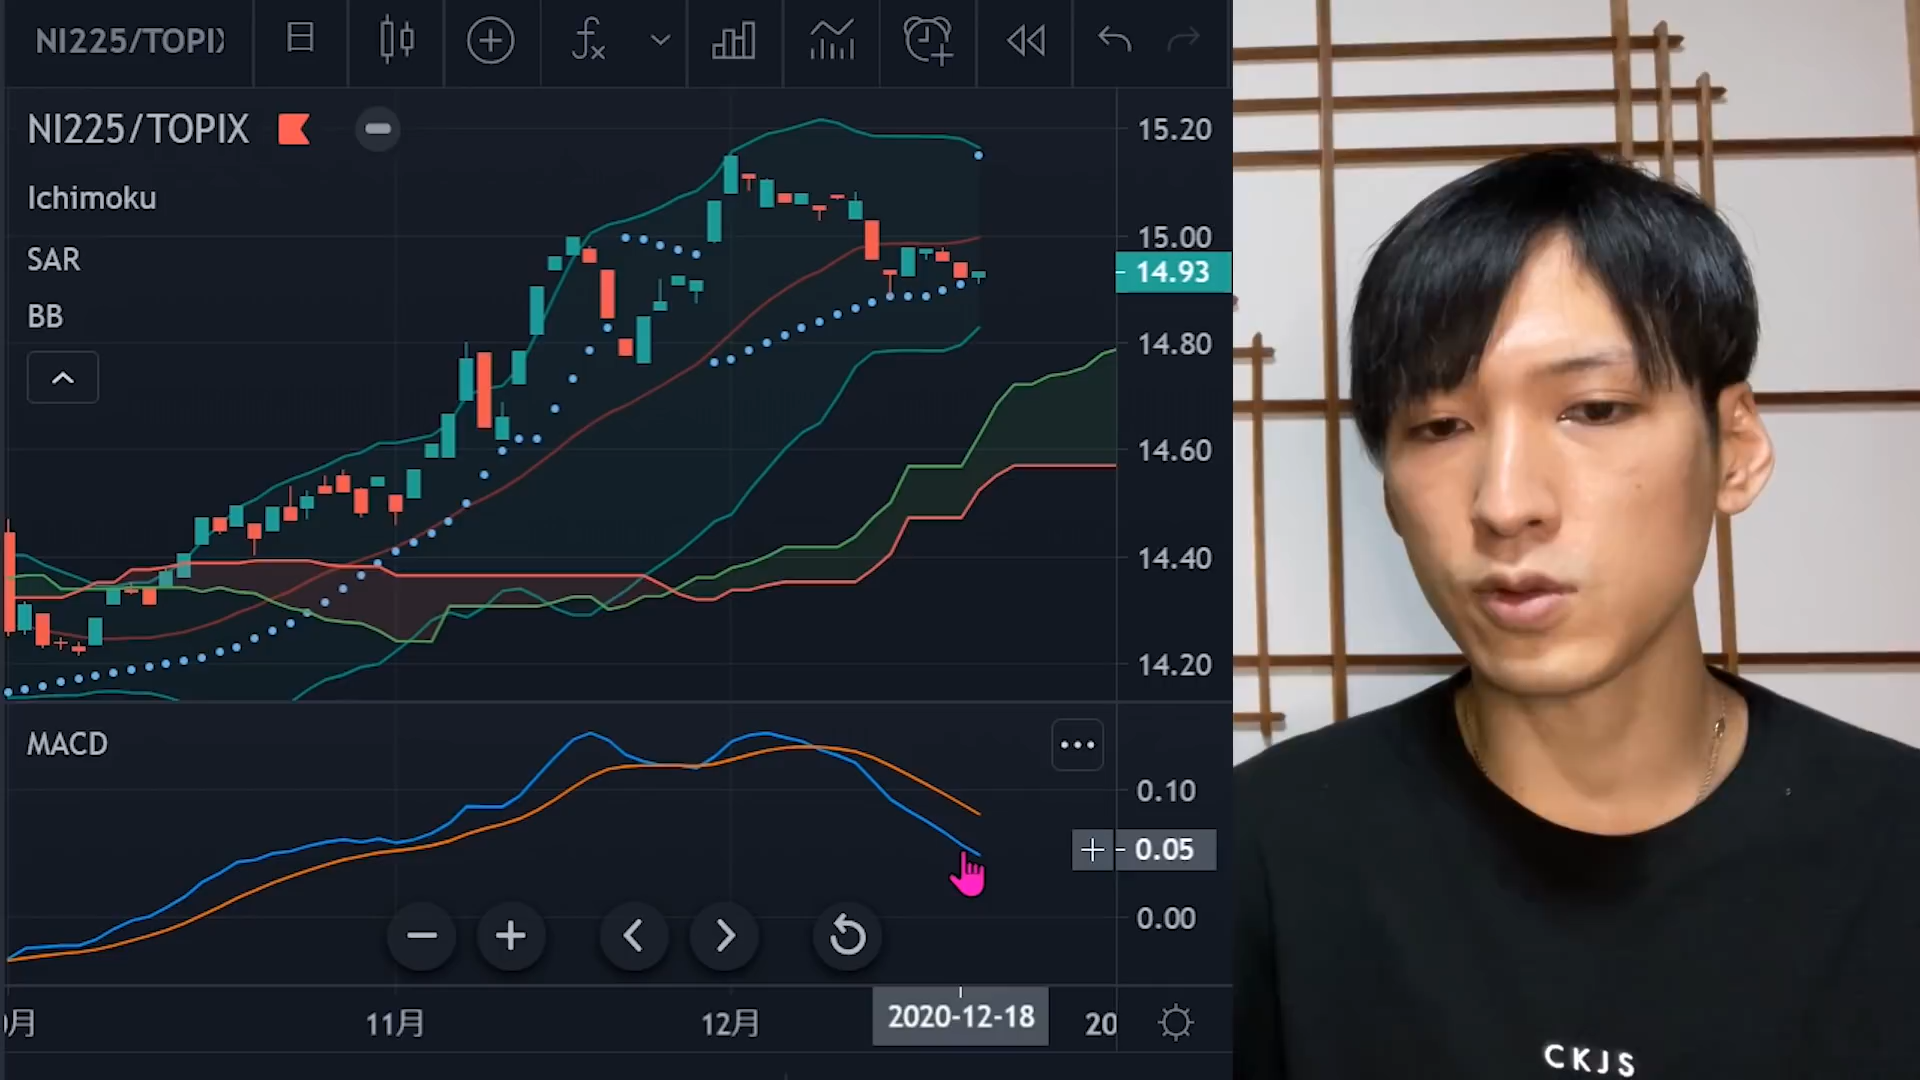 NI225/TOPIX
NI225/TOPIX
Ichimoku
SAR
BB
15.20
15.00
14.93
14.80
14.60
14.40
14.20
MACD
0.10
0.05
0.00
月
11月
12月
2020-12-18
20
CKJS